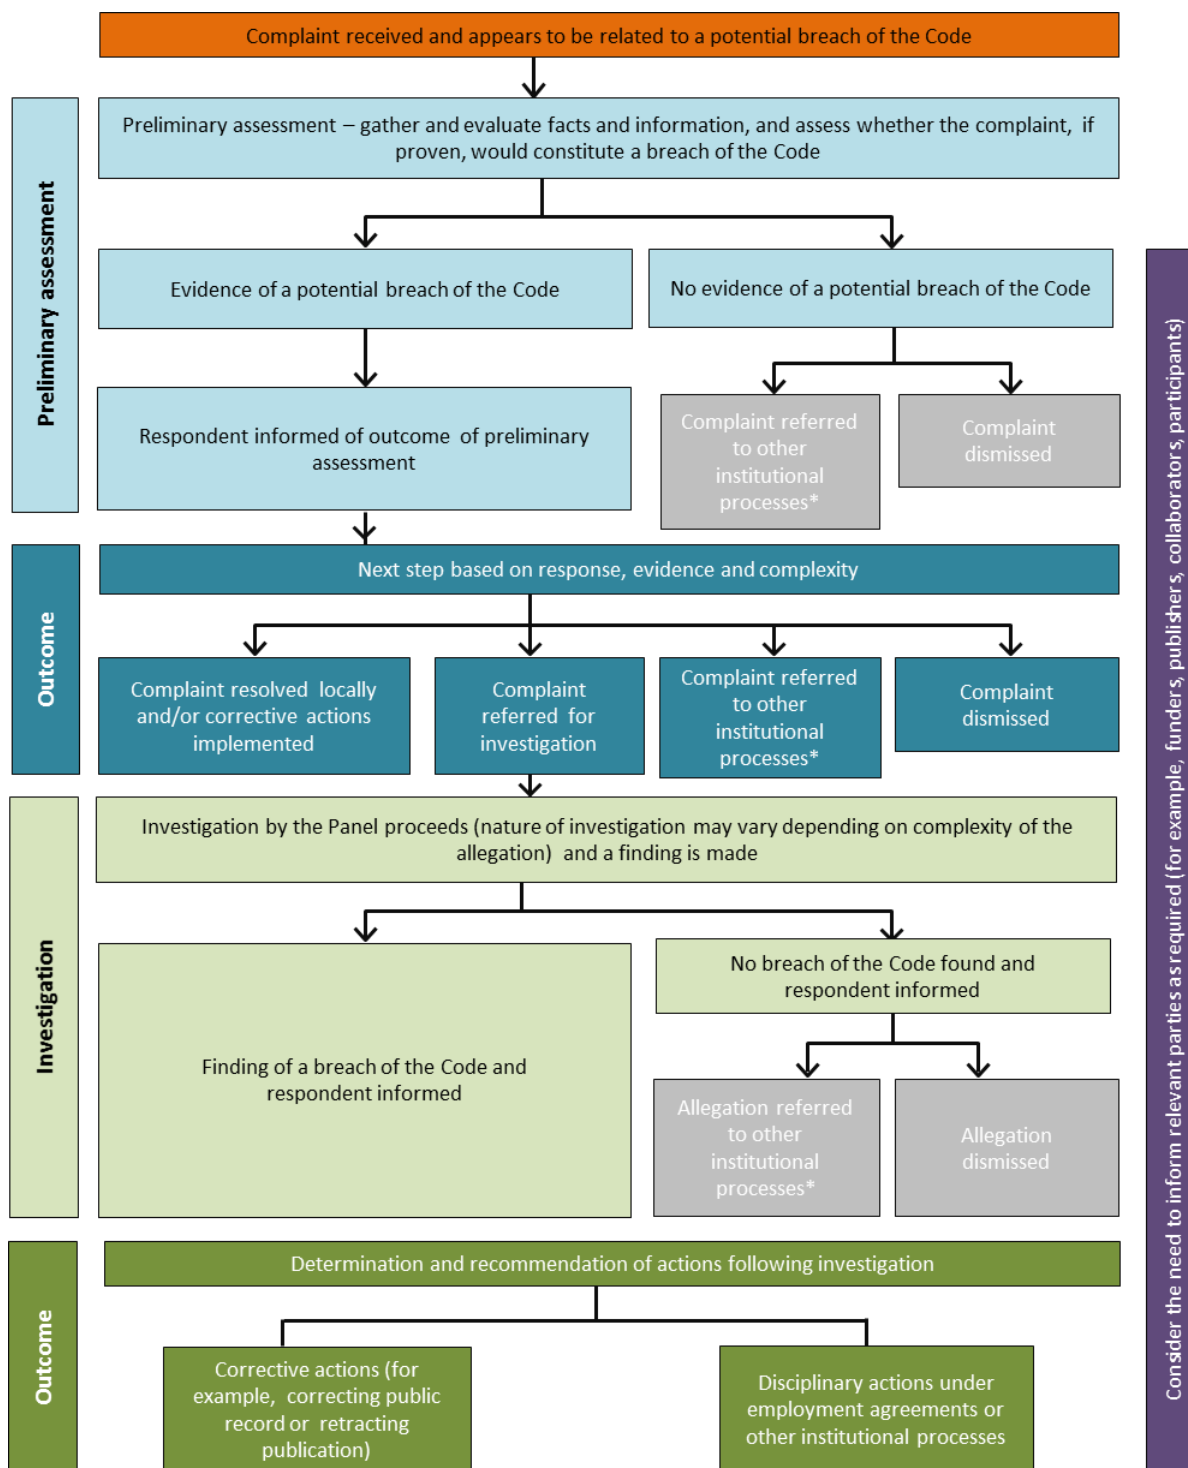 Complaint received and appears to be related to a potential breach of the Code
Preliminary assessment
Preliminary assessment – gather and evaluate facts and information, and assess whether the complaint, if
proven, would constitute a breach of the Code
Evidence of a potential breach of the Code
No evidence of a potential breach of the Code
Respondent informed of outcome of preliminary
assessment
Complaint referred
to other
institutional
processes*
Complaint
dismissed
Outcome
Next step based on response, evidence and complexity
Complaint resolved locally
and/or corrective actions
implemented
Complaint
referred for
investigation
Complaint referred
to other
institutional
processes*
Complaint
dismissed
Investigation
Investigation by the Panel proceeds (nature of investigation may vary depending on complexity of the
allegation) and a finding is made
Finding of a breach of the Code and
respondent informed
No breach of the Code found and
respondent informed
Allegation referred
to other
institutional
processes*
Allegation
dismissed
Outcome
Determination and recommendation of actions following investigation
Corrective actions (for
example, correcting public
record or retracting
publication)
Disciplinary actions under
employment agreements or
other institutional processes
Consider the need to inform relevant parties as required (for example, funders, publishers, collaborators, participants)